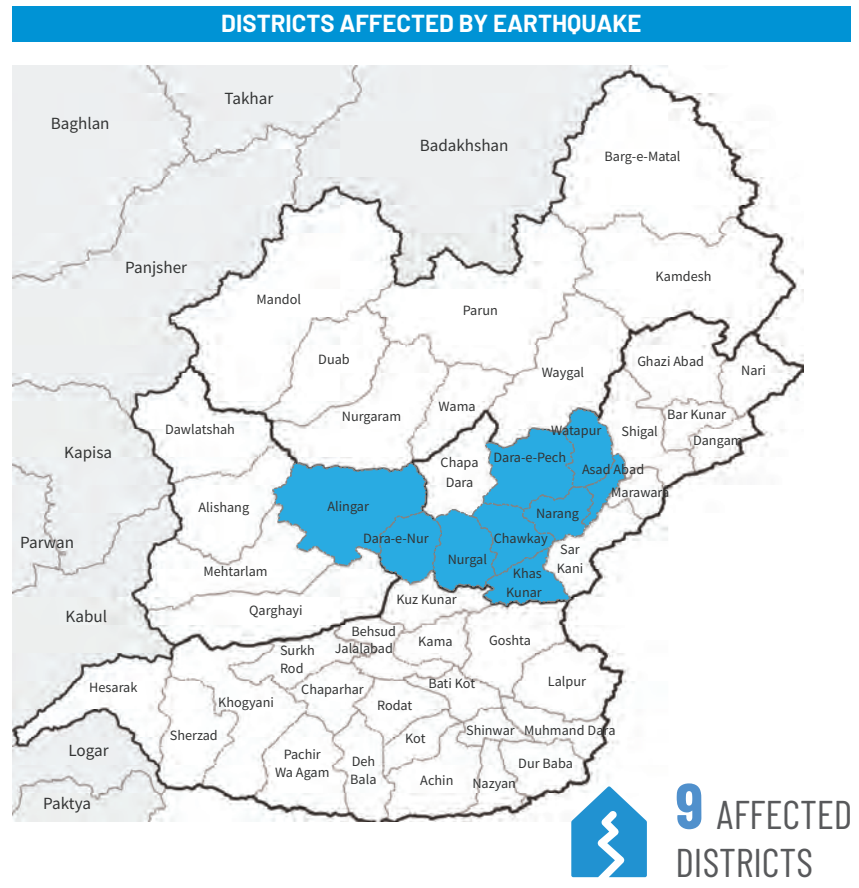 DISTRICTS AFFECTED BY EARTHQUAKE
Takhar
Baghlan
Badakhshan
Barg-e-Matal
Panjsher
Kamdesh
Mandol
Parun
Duab
Ghazi Abad
Nari
Waygal
Nurgaram
Wama
Bar Kunar
Dawlatshah
Watapur
Shigal
Dangam
Kapisa
Chapa
Dara
Dara-e-Pech
Asad Abad
Marawara
Alishang
Alingar
Narang
Parwan
Dara-e-Nur
Chawkay
Nurgal
Sar
Kani
Mehtarlam
Khas
Kunar
Kuz Kunar
Qarghayi
Kabul
Behsud
Jalalabad
Kama
Goshta
Surkh
Rod
Hesarak
Khogyani
Chaparhar
Bati Kot
Lalpur
Rodat
Sherzad
Kot
Shinwar
Muhmand Dara
Logar
Pachir
Wa Agam
Deh
Bala
Achin
Nazyan
Dur Baba
Paktya
9 AFFECTED
DISTRICTS